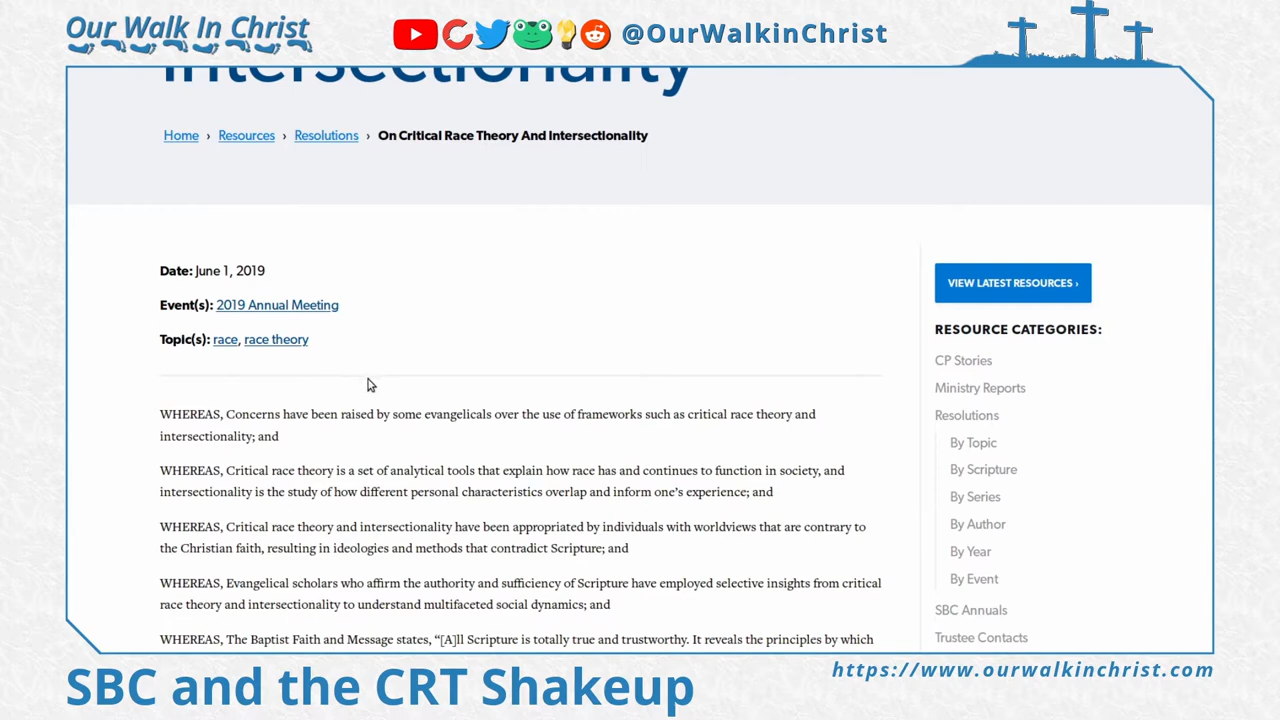 Our Walk In Christ
@OurWalkinChrist
Intersectionality
Home › Resources › Resolutions › On Critical Race Theory And Intersectionality
Date: June 1, 2019
Event(s): 2019 Annual Meeting
Topic(s): race, race theory
WHEREAS, Concerns have been raised by some evangelicals over the use of frameworks such as critical race theory and
intersectionality; and
WHEREAS, Critical race theory is a set of analytical tools that explain how race has and continues to function in society, and
intersectionality is the study of how different personal characteristics overlap and inform one’s experience; and
WHEREAS, Critical race theory and intersectionality have been appropriated by individuals with worldviews that are contrary to
the Christian faith, resulting in ideologies and methods that contradict Scripture; and
WHEREAS, Evangelical scholars who affirm the authority and sufficiency of Scripture have employed selective insights from critical
race theory and intersectionality to understand multifaceted social dynamics; and
WHEREAS, The Baptist Faith and Message states, “[A]ll Scripture is totally true and trustworthy. It reveals the principles by which
VIEW LATEST RESOURCES ›
RESOURCE CATEGORIES:
CP Stories
Ministry Reports
Resolutions
By Topic
By Scripture
By Series
By Author
By Year
By Event
SBC Annuals
Trustee Contacts
SBC and the CRT Shakeup
https://www.ourwalkinchrist.com